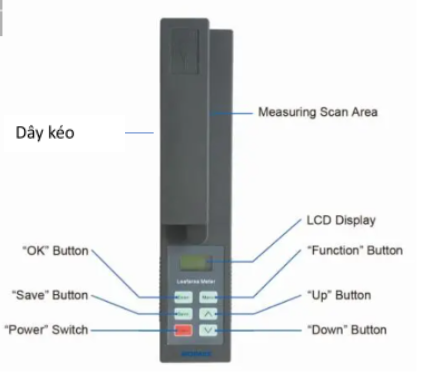 Measuring Scan Area
Dây kéo
LCD Display
"OK" Button
"Function" Button
Leafarea Meter
"Save" Button
"Up" Button
"Power" Switch
"Down" Button